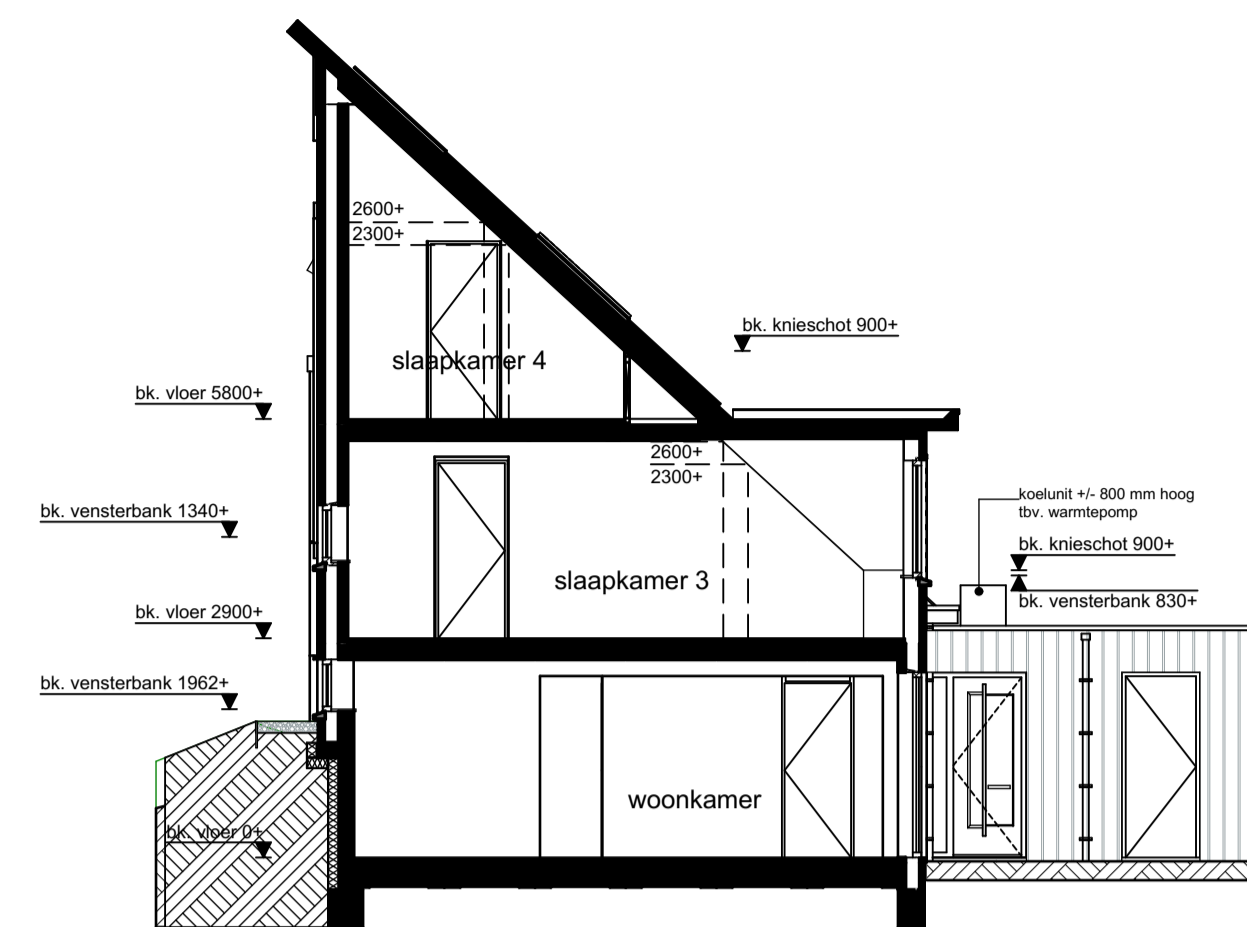 2600+
2300+
bk. knieschot 900+
slaapkamer 4
bk. vloer 5800+
2600+
2300+
koelunit +/- 800 mm hoog
tbv. warmtepomp
bk. vensterbank 1340+
bk. knieschot 900+
slaapkamer 3
bk. vensterbank 830+
bk. vloer 2900+
bk. vensterbank 1962+
woonkamer
bk. vloer 0+